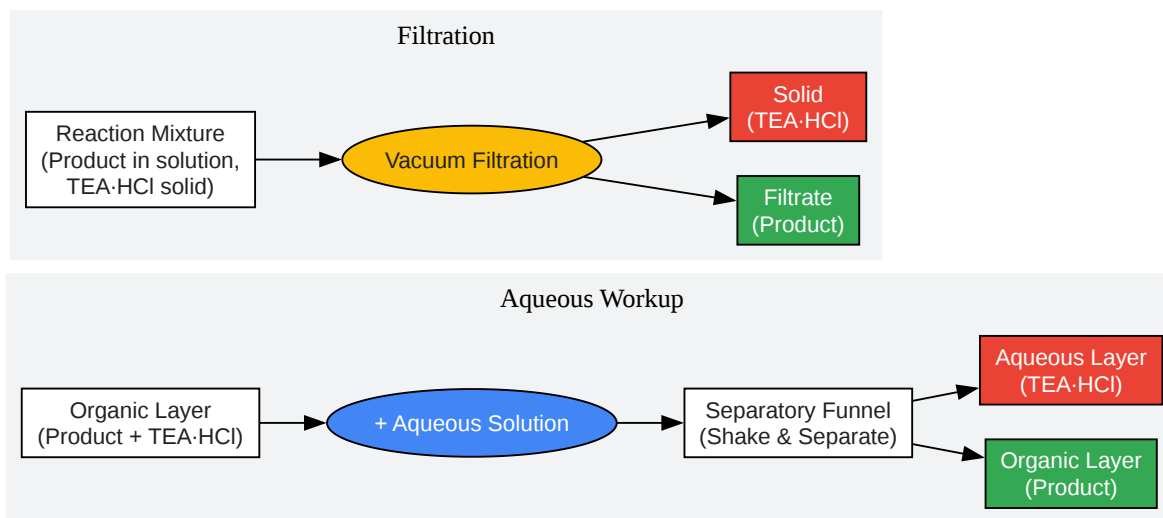 Filtration
Reaction Mixture
(Product in solution,
TEA·HCl solid)
Vacuum Filtration
Solid
(TEA·HCl)
Filtrate
(Product)
Aqueous Workup
Organic Layer
(Product + TEA·HCl)
+ Aqueous Solution
Separatory Funnel
(Shake & Separate)
Aqueous Layer
(TEA·HCl)
Organic Layer
(Product)